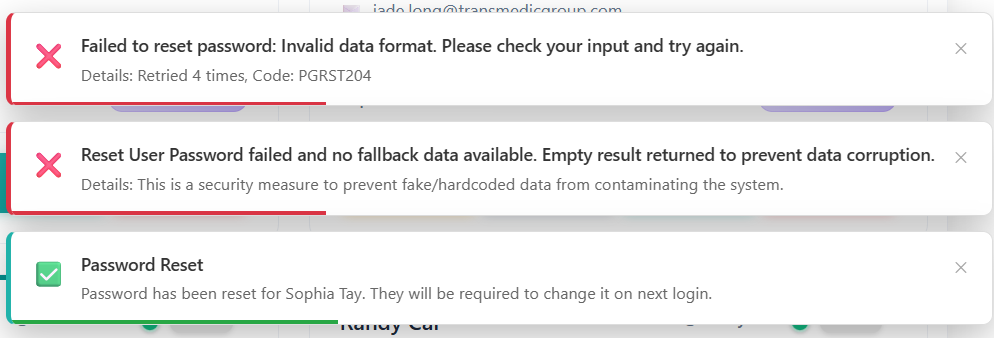 jade.long@transmedicgroup.com
Failed to reset password: Invalid data format. Please check your input and try again.
Details: Retried 4 times, Code: PGRST204
Reset User Password failed and no fallback data available. Empty result returned to prevent data corruption.
Details: This is a security measure to prevent fake/hardcoded data from contaminating the system.
Password Reset
Password has been reset for Sophia Tay. They will be required to change it on next login.